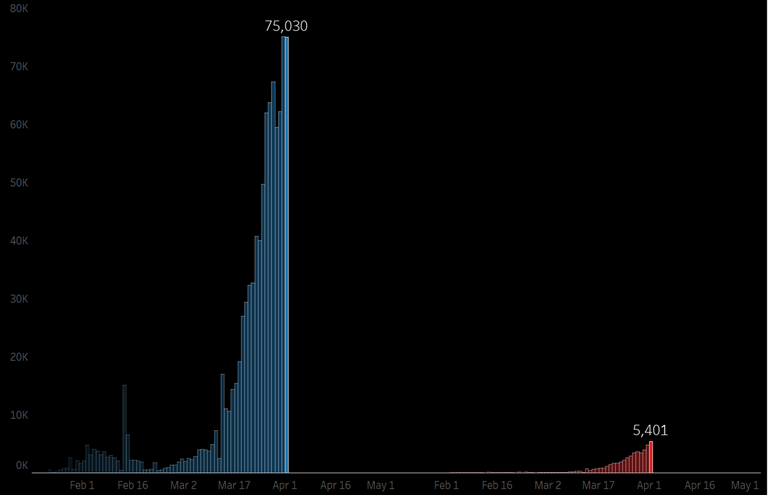 80K
75,030
70K
60K
50K
40K
30K
20K
10K
5,401
0K
Feb 1 Feb 16 Mar 2 Mar 17 Apr 1 Apr 16 May 1 Feb 1 Feb 16 Mar 2 Mar 17 Apr 1 Apr 16 May 1